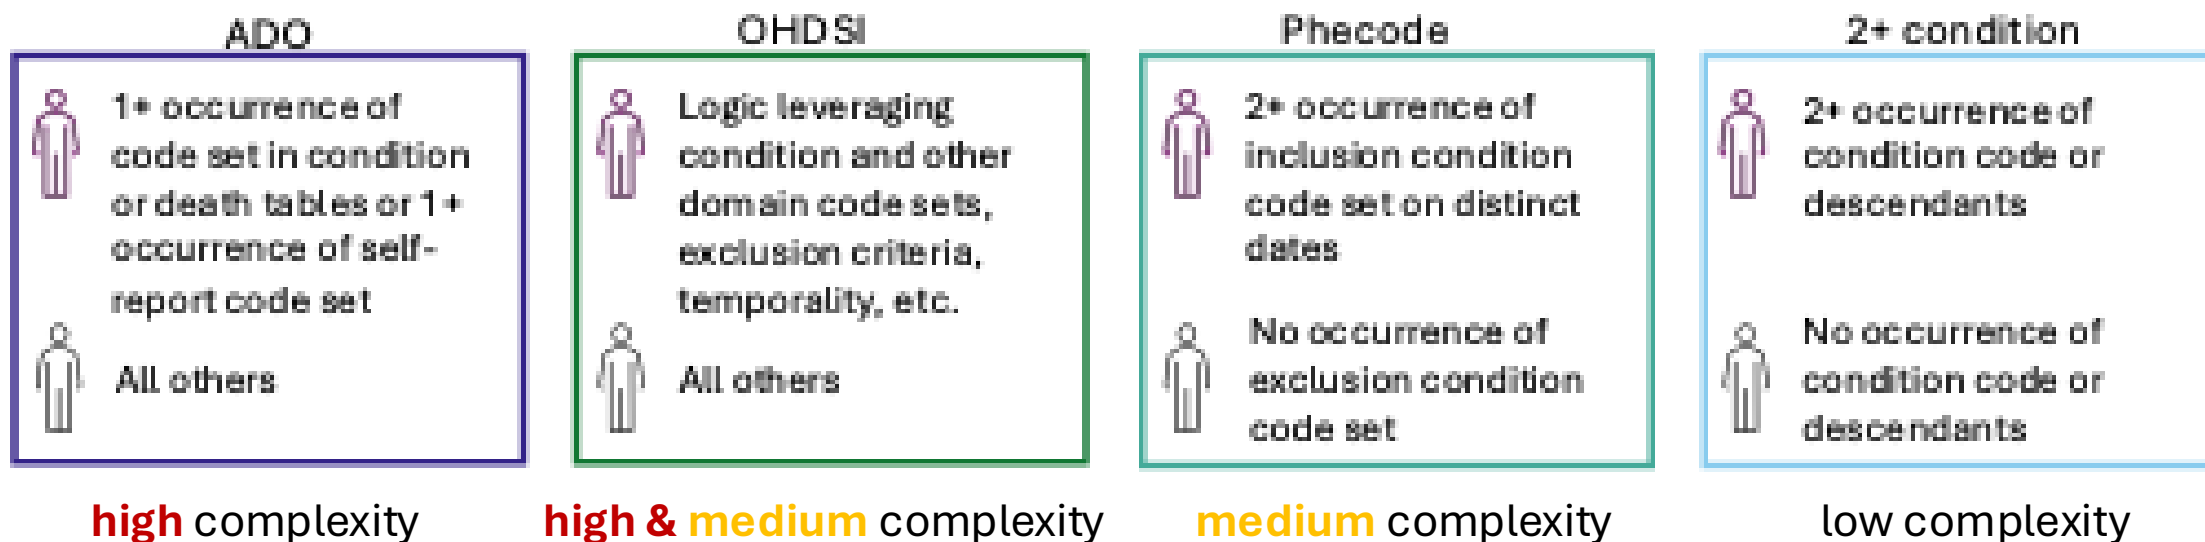 ADO
1+ occurrence of
code set in condition
or death tables or 1+
occurrence of self-
report code set
All others
high complexity
OHDSI
Logic leveraging
condition and other
domain code sets,
exclusion criteria,
temporality, etc.
All others
high & medium complexity
Phecode
2+ occurrence of
inclusion condition
code set on distinct
dates
No occurrence of
exclusion condition
code set
medium complexity
2+ condition
2+ occurrence of
condition code or
descendants
No occurrence of
condition code or
descendants
low complexity